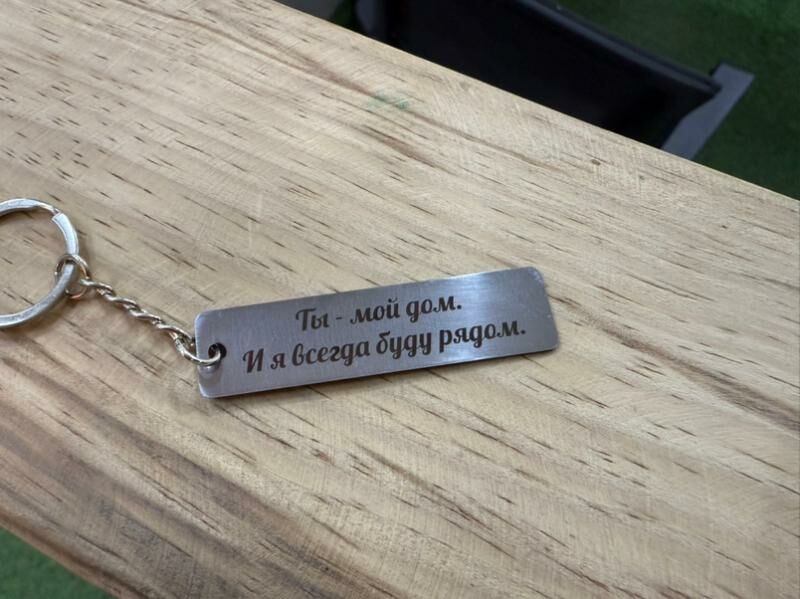 Ты - мой дом.
И я всегда буду рядом.